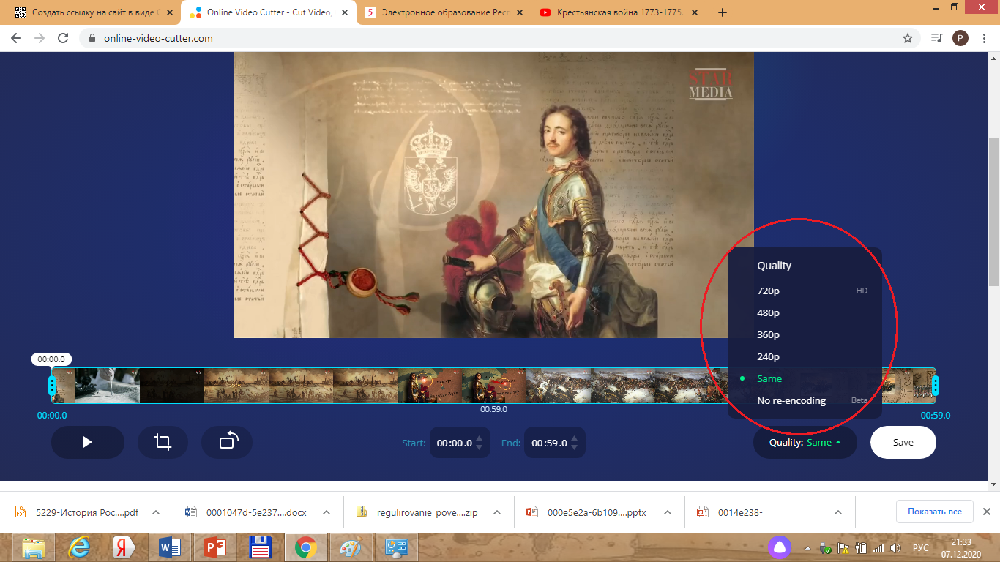 Создать ссылку на сайт в виде
Online Video Cutter - Cut Video,
Электронное образование Респ
Крестьянская война 1773-1775.
online-video-cutter.com
P
STAR
MEDIA
Quality
720p HD
480p
360p
240p
Same
No re-encoding Beta
00:00.0
00:59.0
00:00.0
00:59.0
Start: 00:00.0 End: 00:59.0
Quality: Same
Save
5229-История Рос....pdf
0001047d-5e237....docx
regulirovanie_pove....zip
000e5e2a-6b109....pptx
0014e238-
Показать все
РУС
21:33
07.12.2020